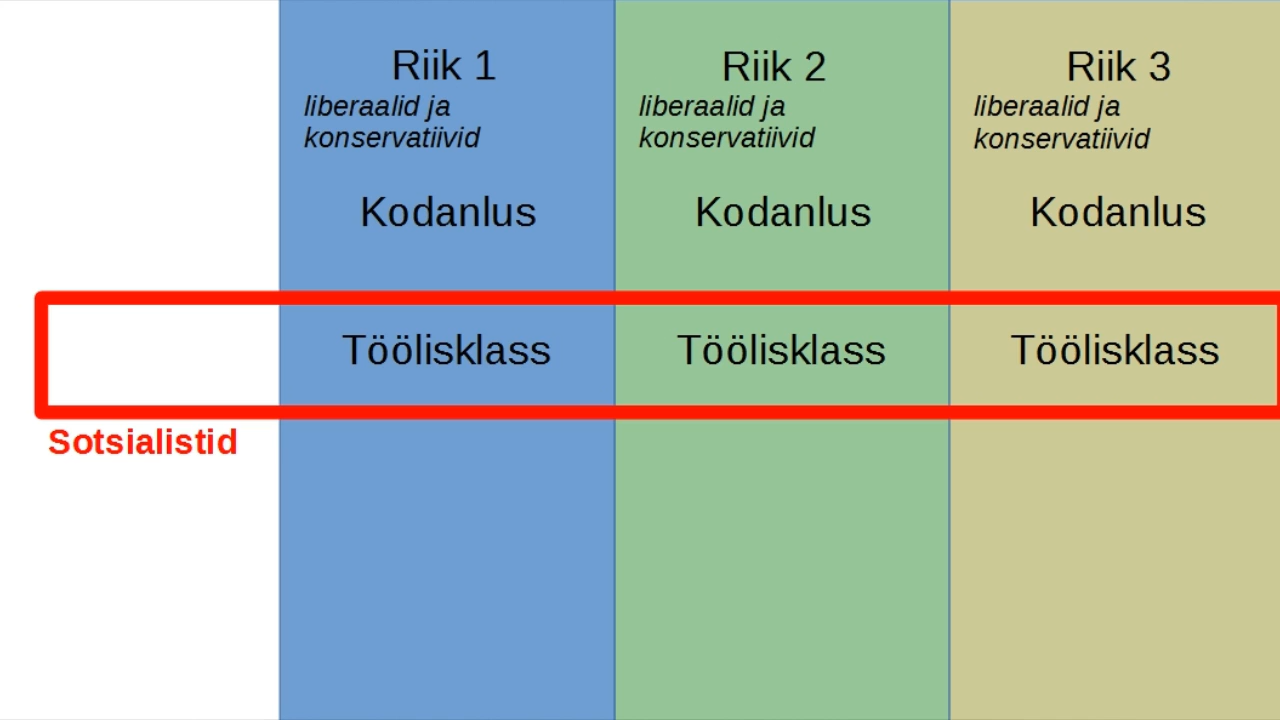 Riik 1
liberaalid ja
konservatiivid
Kodanlus
Töölisklass
Riik 2
liberaalid ja
konservatiivid
Kodanlus
Töölisklass
Riik 3
liberaalid ja
konservatiivid
Kodanlus
Töölisklass
Sotsialistid